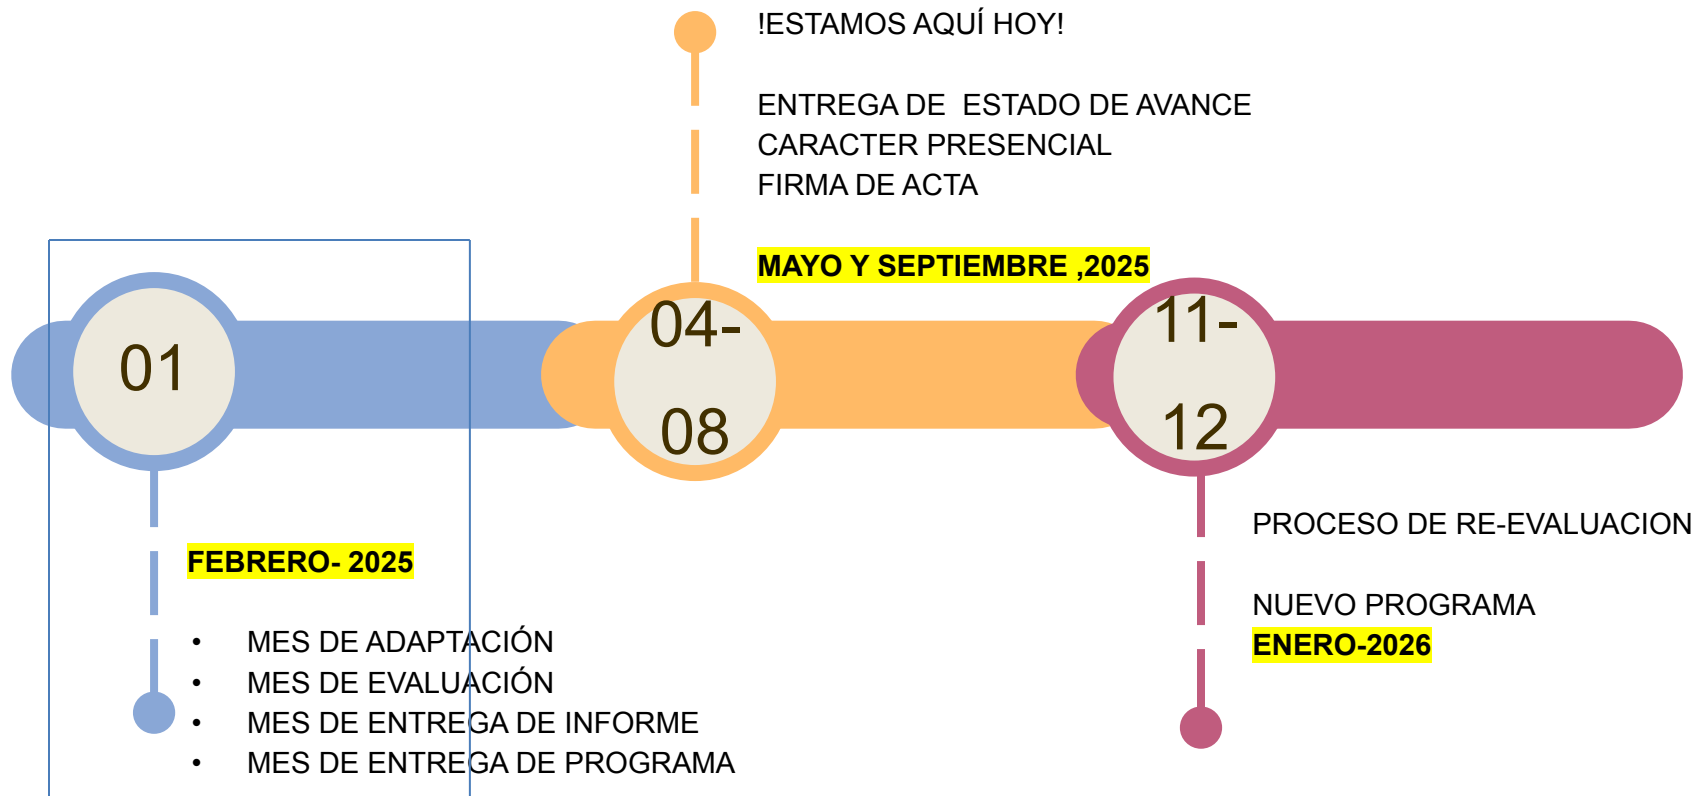 !ESTAMOS AQUÍ HOY!
ENTREGA DE ESTADO DE AVANCE
CARACTER PRESENCIAL
FIRMA DE ACTA
MAYO Y SEPTIEMBRE ,2025
01
04-
08
11-
12
FEBRERO- 2025
• MES DE ADAPTACIÓN
• MES DE EVALUACIÓN
• MES DE ENTREGA DE INFORME
• MES DE ENTREGA DE PROGRAMA
PROCESO DE RE-EVALUACION
NUEVO PROGRAMA
ENERO-2026